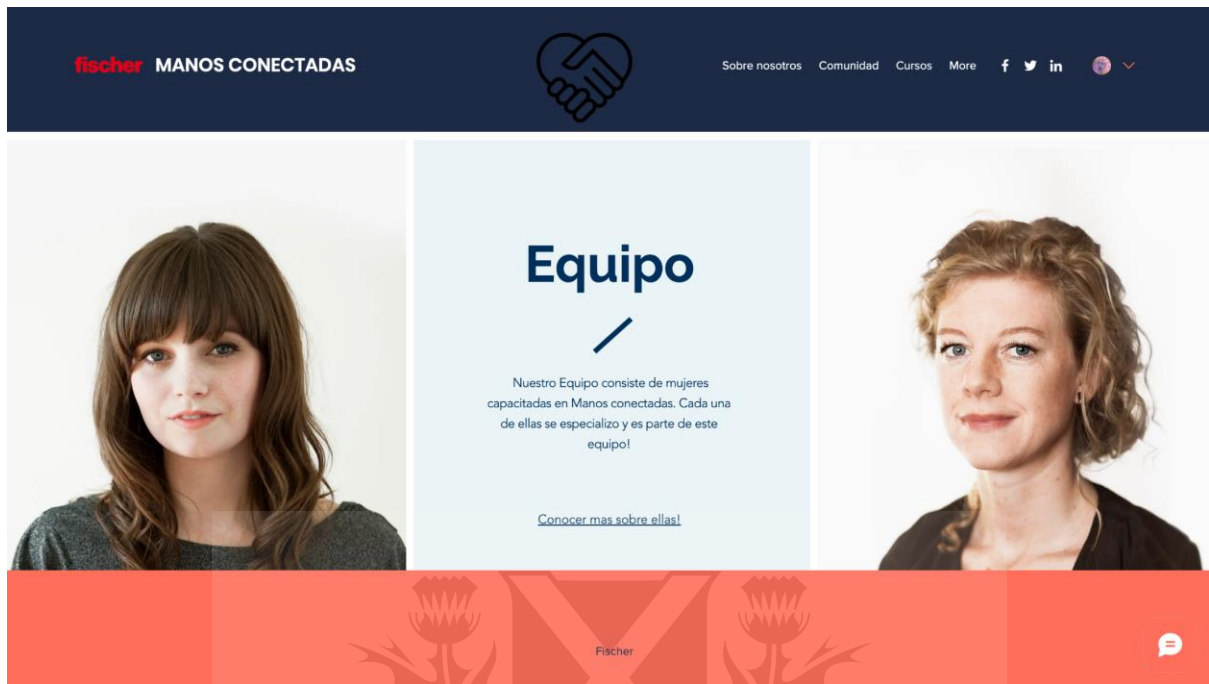 fischer MANOS CONECTADAS
Sobre nosotros Comunidad Cursos More
Equipo
Nuestro Equipo consiste de mujeres
capacitadas en Manos conectadas. Cada una
de ellas se especializo y es parte de este
equipo!
Conocer mas sobre ellas!
Fischer